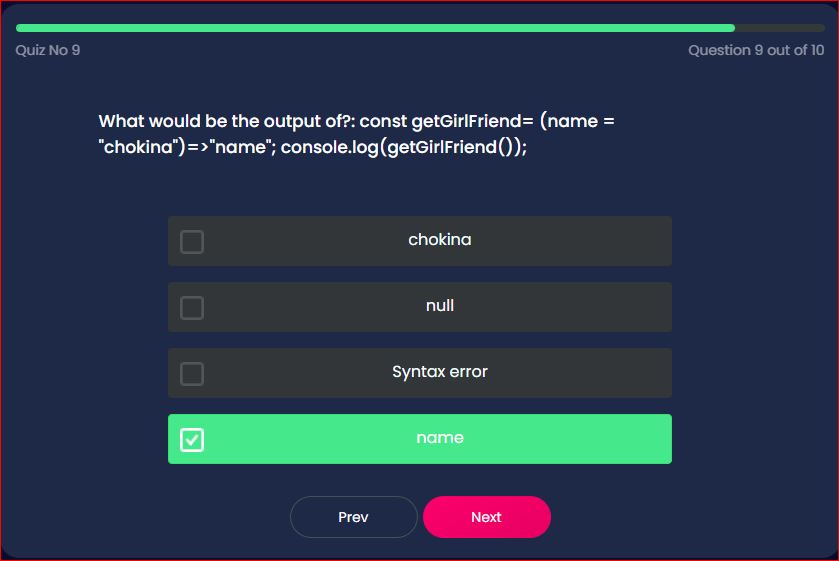 Quiz No 9
Question 9 out of 10
What would be the output of?: const getGirlFriend= (name =
"chokina")=>"name"; console.log(getGirlFriend());
chokina
null
Syntax error
name
Prev
Next